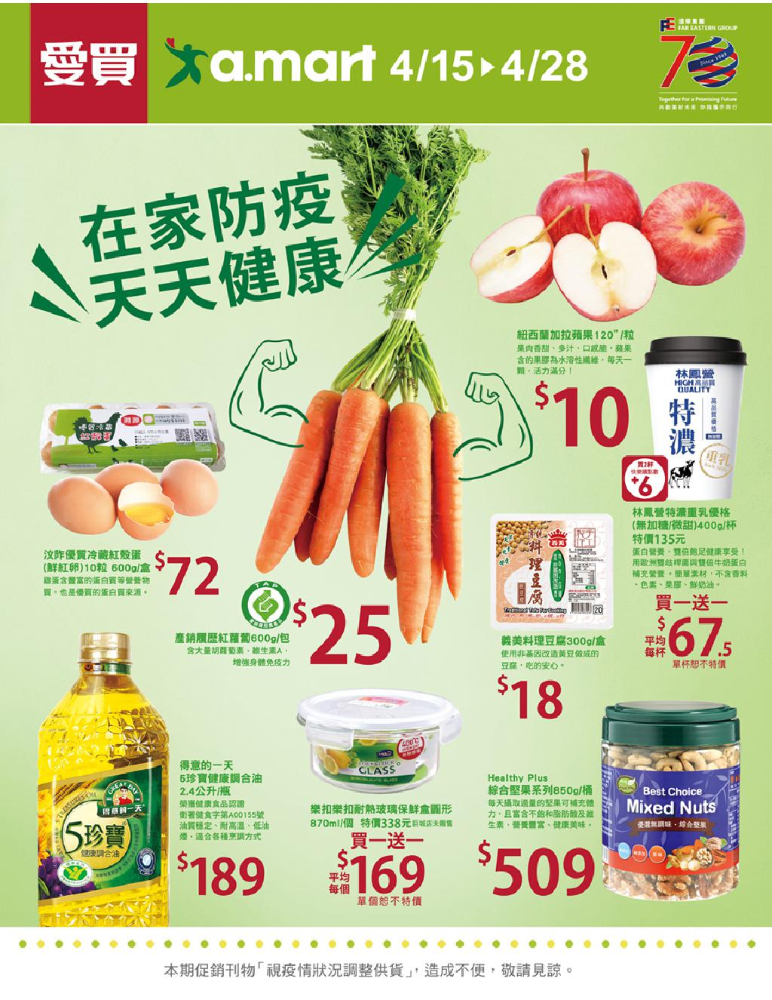 愛買
a.mart 4/15▶4/28
遠東集團
FAR EASTERN GROUP
70
Since 1949
Together For a Promising Future
共創美好未來 你我攜手同行
在家防疫
天天健康
紐西蘭加拉蘋果120"/粒
果肉香甜、多汁、口感脆。蘋果
含的果膠為水溶性纖維,每天一
顆,活力滿分!
$10
林鳳營
HIGH高品質
QUALITY
特濃
高品質優格
重乳
買2杯
快樂購點數
+6
林鳳營特濃重乳優格
(無加糖/微甜)400g/杯
特價135元
蛋白營養,雙倍飽足健康享受!
用歐洲雙歧桿菌與雙倍牛奶蛋白
補充營養。簡單素材,不含香料
、色素、果膠、鮮奶油。
買一送一
平均
每杯
$67.5
單杯恕不特價
優質冷藏
紅殼蛋
汶昨優質冷藏紅殼蛋
(鮮紅卵)10粒 600g/盒
雞蛋含豐富的蛋白質等營養物
質,也是優質的蛋白質來源。
$72
TAP
產銷履歷紅蘿蔔600g/包
含大量胡蘿蔔素、維生素A,
增強身體免疫力
$25
義美
料理豆腐
Traditional Tofu For Cooking
20
義美料理豆腐300g/盒
使用非基因改造黃豆做成的
豆腐,吃的安心。
$18
GREAT DAY
得意的一天
5珍寶
健康調合油
得意的一天
5珍寶健康調合油
2.4公升/瓶
榮獲健康食品認證
衛署健食字第A00155號
油質穩定、耐高溫、低油
煙。適合各種烹調方式
$189
400°C
LOCK&LOCK
GLASS
BOROSILICATE GLASS
樂扣樂扣耐熱玻璃保鮮盒圓形
870ml/個 特價338元巨城店未販售
買一送一
平均
每個
$169
單個恕不特價
Healthy Plus
綜合堅果系列850g/桶
每天攝取適量的堅果可補充體
力,且富含不飽和脂肪酸及維
生素,營養豐富、健康美味。
$509
Best Choice
Mixed Nuts
優選無調味·綜合堅果
本期促銷刊物「視疫情狀況調整供貨」,造成不便,敬請見諒。